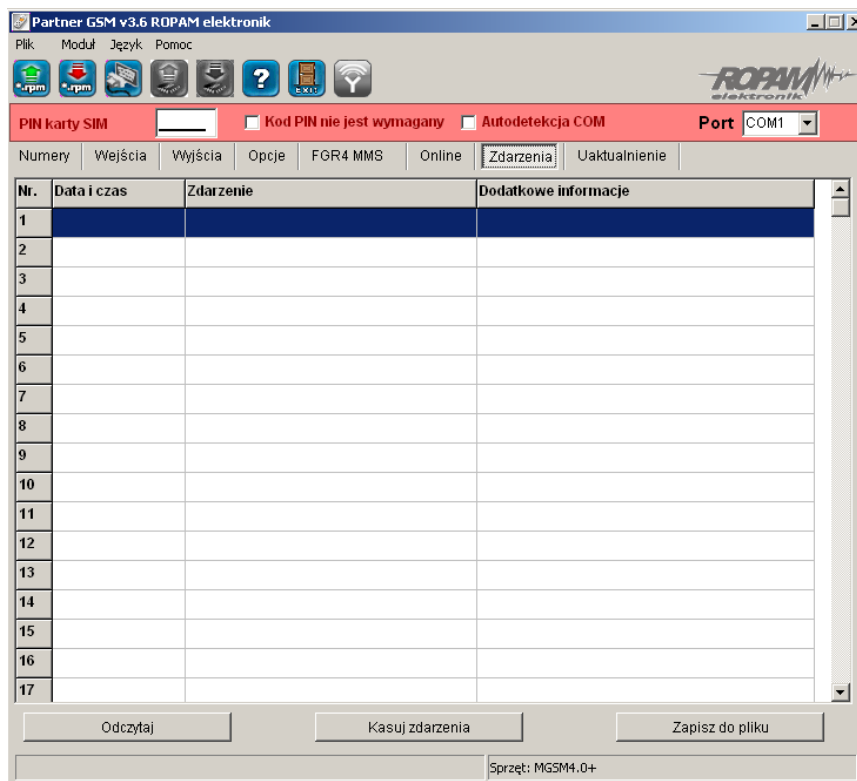 Partner GSM v3.6 ROPAM elektronik
Plik Moduł Język Pomoc
*.rpm *.rpm ? EXIT ROPAM
elektronik
PIN karty SIM Kod PIN nie jest wymagany Autodetekcja COM Port COM1
Numery Wejścia Wyjścia Opcje FGR4 MMS Online Zdarzenia Uaktualnienie
Nr. Data i czas Zdarzenie Dodatkowe informacje
1
2
3
4
5
6
7
8
9
10
11
12
13
14
15
16
17
Odczytaj Kasuj zdarzenia Zapisz do pliku
Sprzęt: MGSM4.0+